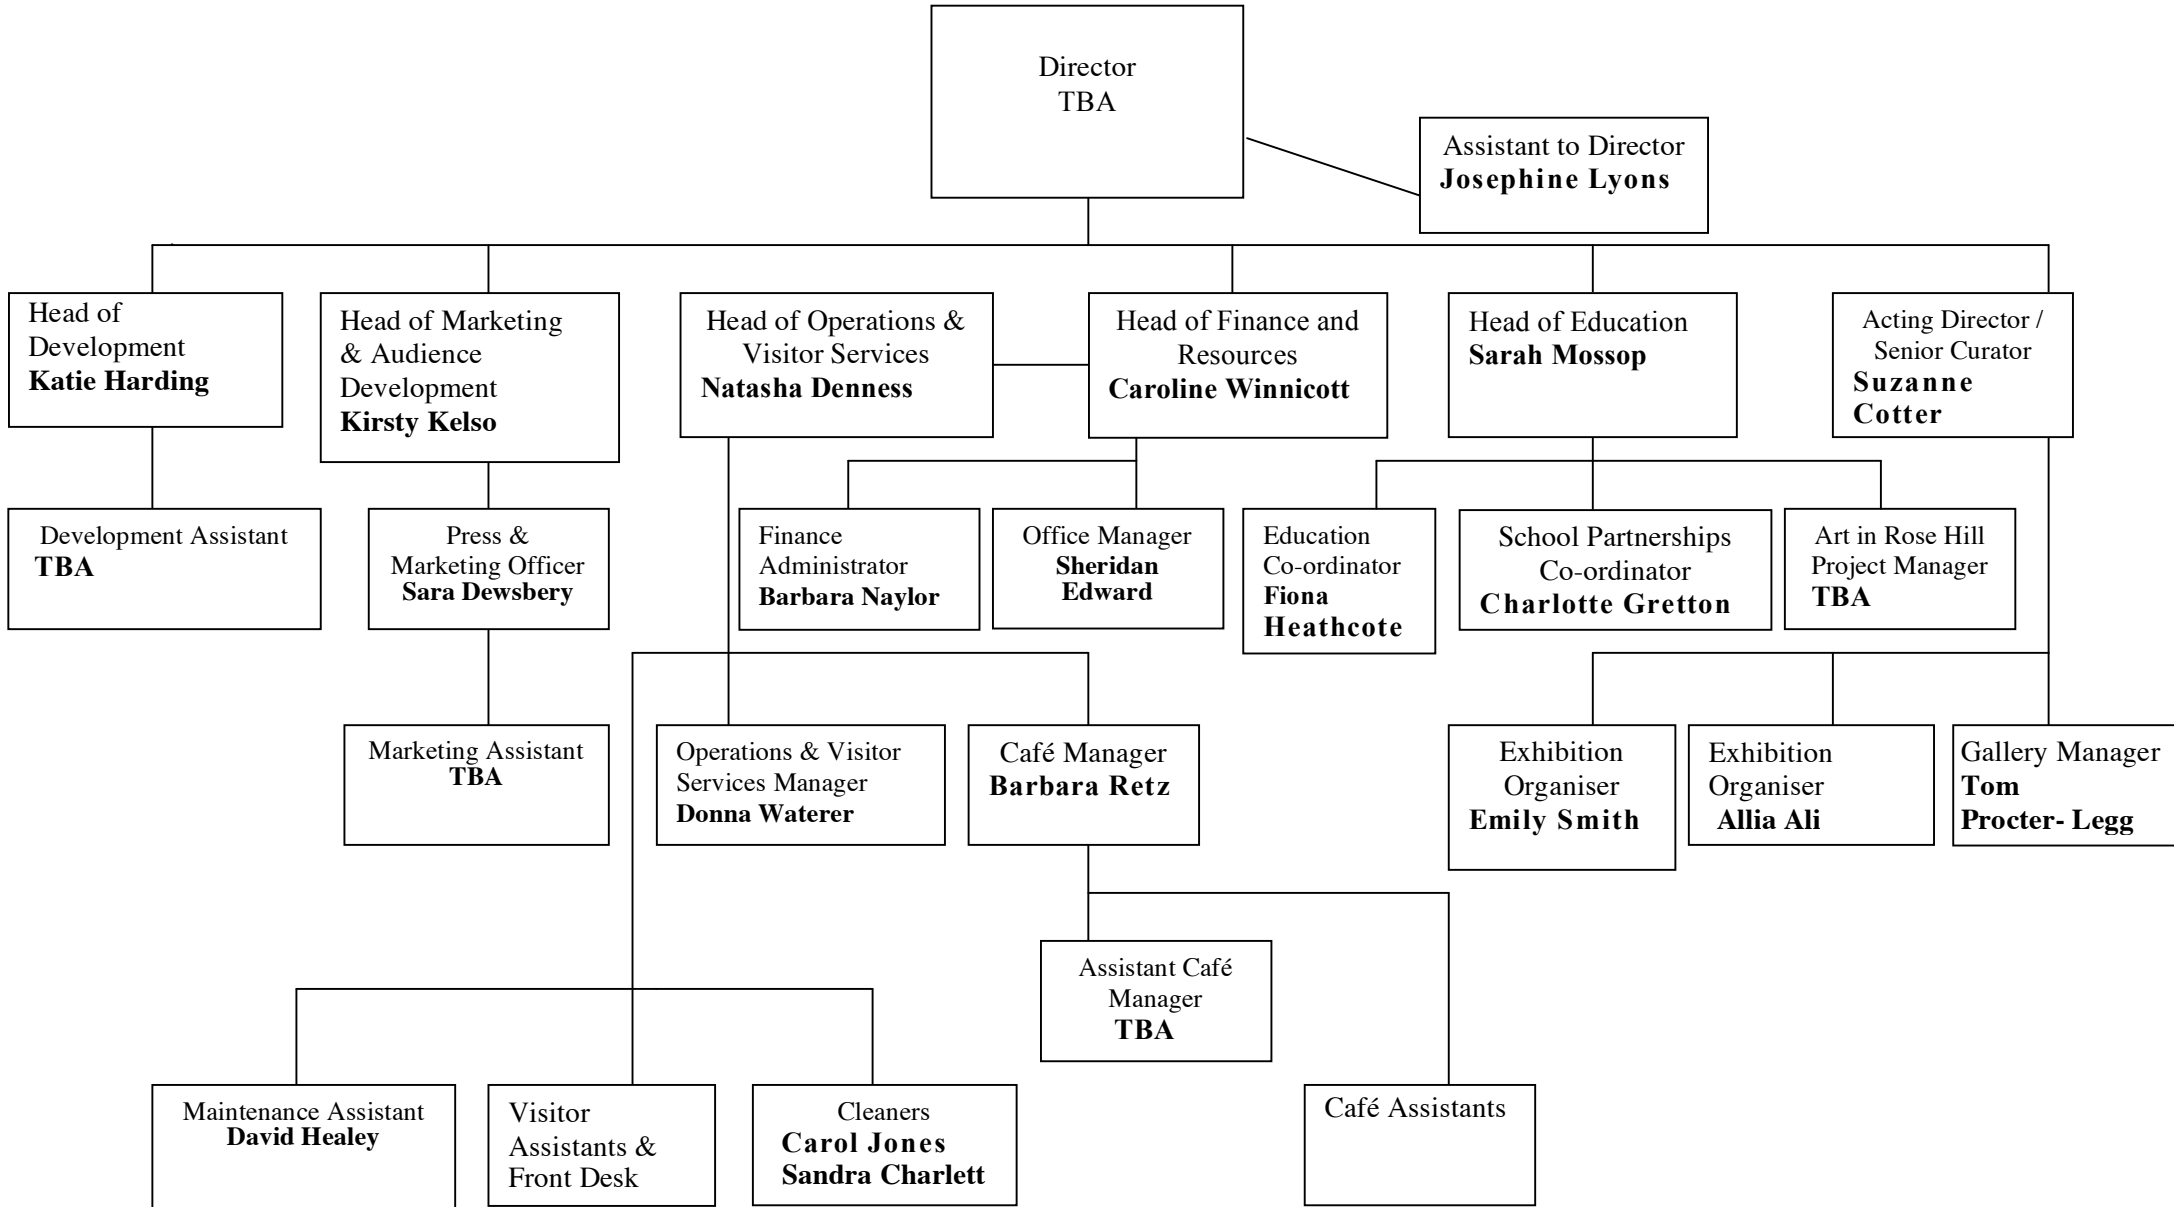 Director
TBA
Assistant to Director
Josephine Lyons
Head of
Development
Katie Harding
Head of Marketing
& Audience
Development
Kirsty Kelso
Head of Operations &
Visitor Services
Natasha Denness
Head of Finance and
Resources
Caroline Winnicott
Head of Education
Sarah Mossop
Acting Director /
Senior Curator
Suzanne
Cotter
Development Assistant
TBA
Press &
Marketing Officer
Sara Dewsbery
Finance
Administrator
Barbara Naylor
Office Manager
Sheridan
Edward
Education
Co-ordinator
Fiona
Heathcote
School Partnerships
Co-ordinator
Charlotte Gretton
Art in Rose Hill
Project Manager
TBA
Marketing Assistant
TBA
Operations & Visitor
Services Manager
Donna Waterer
Café Manager
Barbara Retz
Exhibition
Organiser
Emily Smith
Exhibition
Organiser
Allia Ali
Gallery Manager
Tom
Procter- Legg
Assistant Café
Manager
TBA
Maintenance Assistant
David Healey
Visitor
Assistants &
Front Desk
Cleaners
Carol Jones
Sandra Charlett
Café Assistants